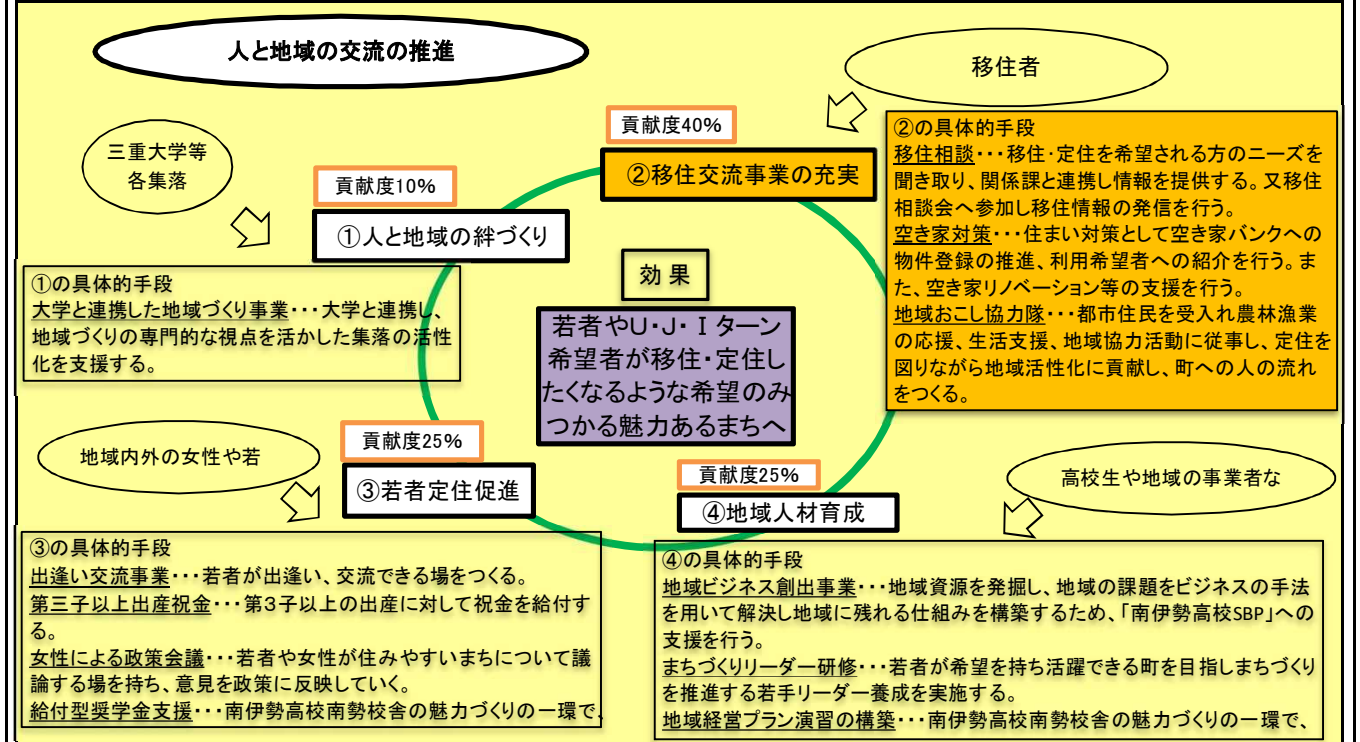 人と地域の交流の推進
移住者
三重大学等
各集落
貢献度10%
①人と地域の絆づくり
貢献度40%
②移住交流事業の充実
①の具体的手段
大学と連携した地域づくり事業・・・大学と連携し、
地域づくりの専門的な視点を活かした集落の活性
化を支援する。
②の具体的手段
移住相談・・・移住・定住を希望される方のニーズを
聞き取り、関係課と連携し情報を提供する。又移住
相談会へ参加し移住情報の発信を行う。
空き家対策・・・住まい対策として空き家バンクへの
物件登録の推進、利用希望者への紹介を行う。ま
た、空き家リノベーション等の支援を行う。
地域おこし協力隊・・・都市住民を受入れ農林漁業
の応援、生活支援、地域協力活動に従事し、定住を
図りながら地域活性化に貢献し、町への人の流れ
をつくる。
効果
若者やU・J・Iターン
希望者が移住・定住し
たくなるような希望のみ
つかる魅力あるまちへ
地域内外の女性や若
貢献度25%
③若者定住促進
貢献度25%
④地域人材育成
高校生や地域の事業者な
③の具体的手段
出逢い交流事業・・・若者が出逢い、交流できる場をつくる。
第三子以上出産祝金・・・第3子以上の出産に対して祝金を給付す
る。
女性による政策会議・・・若者や女性が住みやすいまちについて議
論する場を持ち、意見を政策に反映していく。
給付型奨学金支援・・・南伊勢高校南勢校舎の魅力づくりの一環で、
④の具体的手段
地域ビジネス創出事業・・・地域資源を発掘し、地域の課題をビジネスの手法
を用いて解決し地域に残れる仕組みを構築するため、「南伊勢高校SBP」への
支援を行う。
まちづくりリーダー研修・・・若者が希望を持ち活躍できる町を目指しまちづくり
を推進する若手リーダー養成を実施する。
地域経営プラン演習の構築・・・南伊勢高校南勢校舎の魅力づくりの一環で、